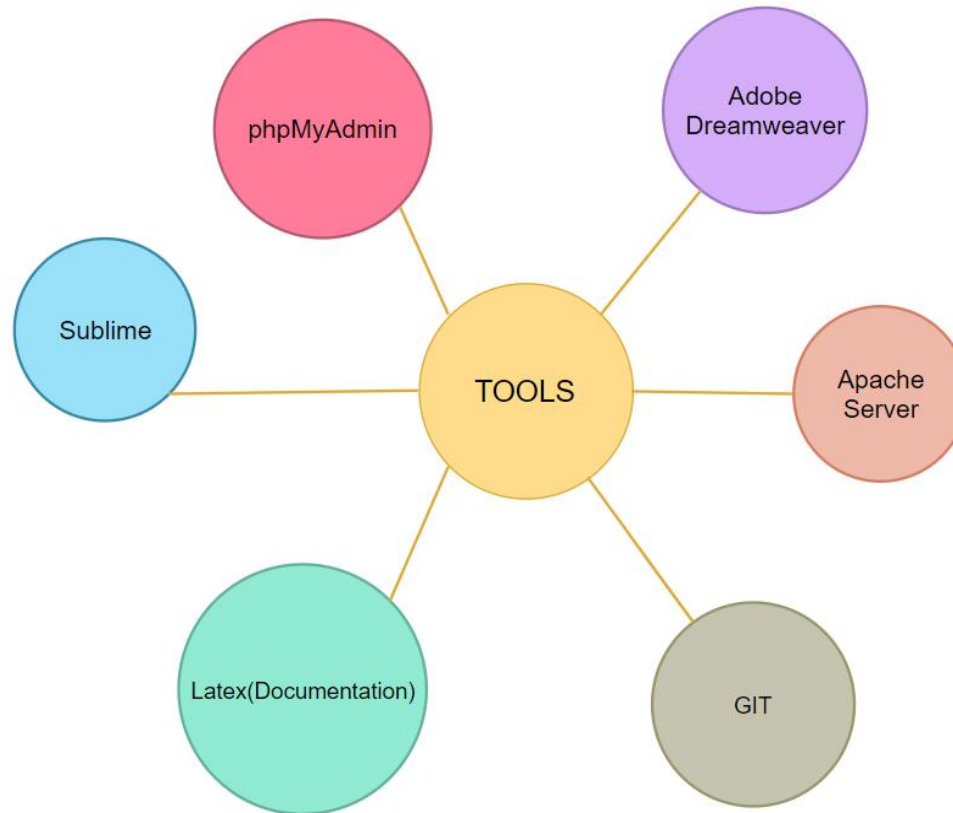 phpMyAdmin
Adobe
Dreamweaver
Sublime
TOOLS
Apache
Server
Latex(Documentation)
GIT